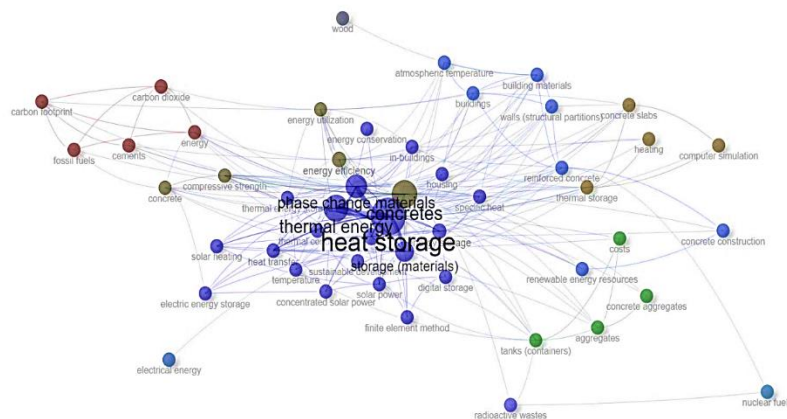 wood
atmospheric temperature
building materials
carbon dioxide
carbon footprint
buildings
energy utilization
walls (structural partitions)
concrete slabs
energy conservation
energy
cements
fossil fuels
in-buildings
heating
computer simulation
energy efficiency
compressive strength
housing
reinforced concrete
concrete
thermal storage
phase change materials
specific heat
concretes
thermal energy
heat storage
concrete construction
solar heating
heat transfer
costs
storage (materials)
temperature
sustainable development
renewable energy resources
electric energy storage
concentrated solar power
solar power
digital storage
concrete aggregates
finite element method
aggregates
tanks (containers)
electrical energy
radioactive wastes
nuclear fuel